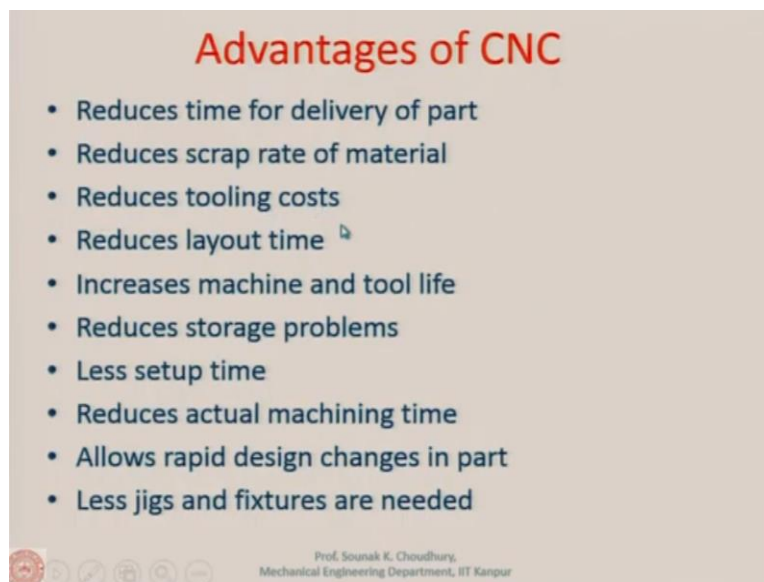 Advantages of CNC
• Reduces time for delivery of part
• Reduces scrap rate of material
• Reduces tooling costs
• Reduces layout time
• Increases machine and tool life
• Reduces storage problems
• Less setup time
• Reduces actual machining time
• Allows rapid design changes in part
• Less jigs and fixtures are needed
Prof. Sounak K. Choudhury,
Mechanical Engineering Department, IIT Kanpur